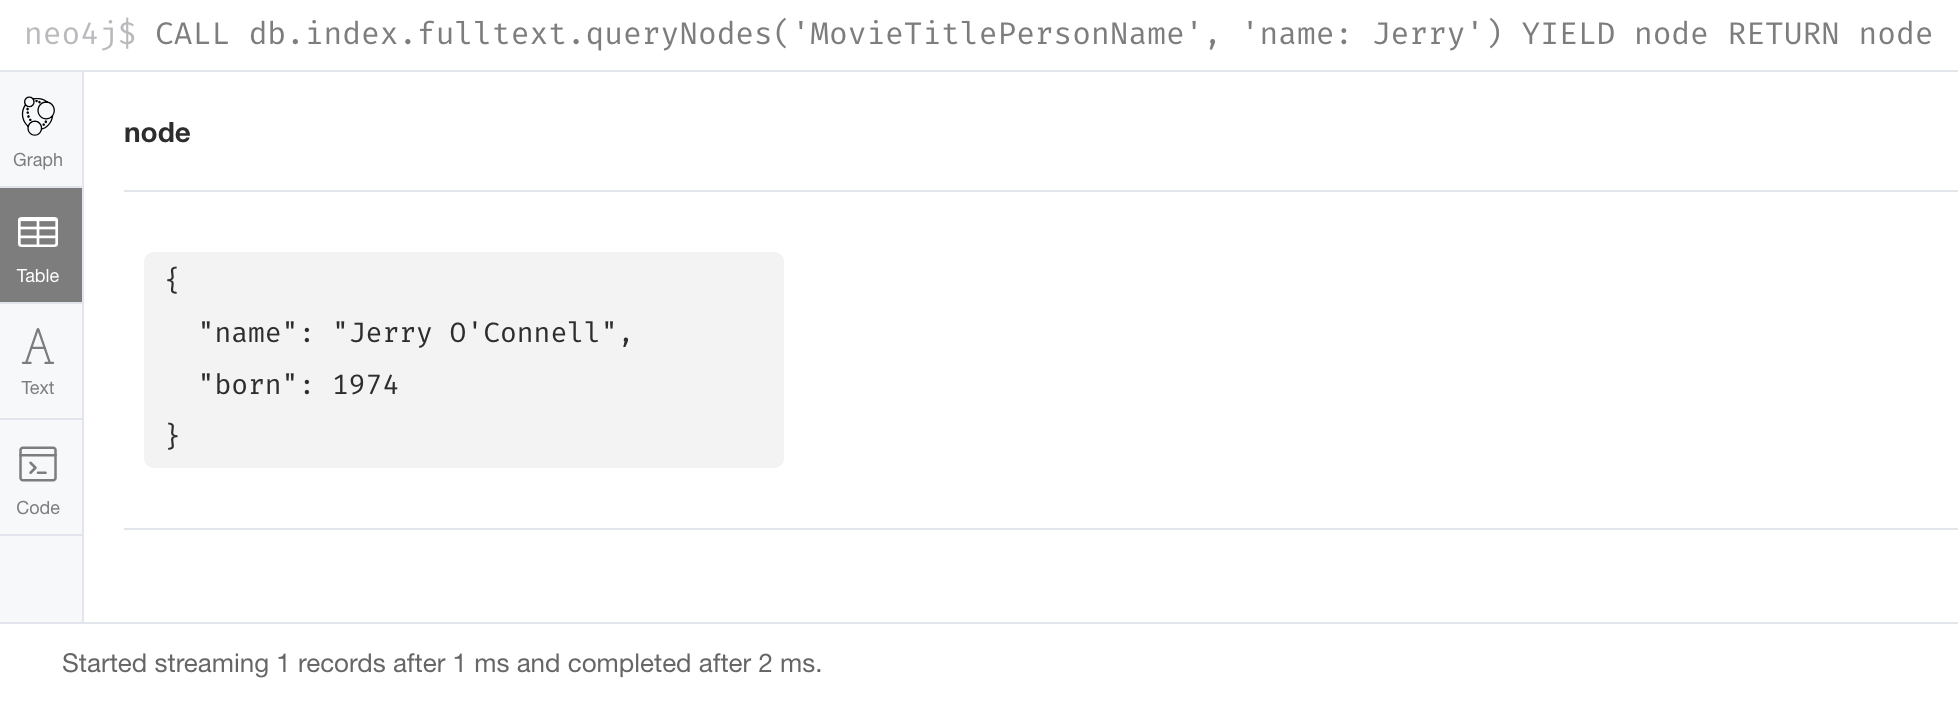 neo4j$ CALL db.index.fulltext.queryNodes('MovieTitlePersonName', 'name: Jerry') YIELD node RETURN node
Graph
Table
Text
Code
node
{
"name": "Jerry O'Connell",
"born": 1974
}
Started streaming 1 records after 1 ms and completed after 2 ms.